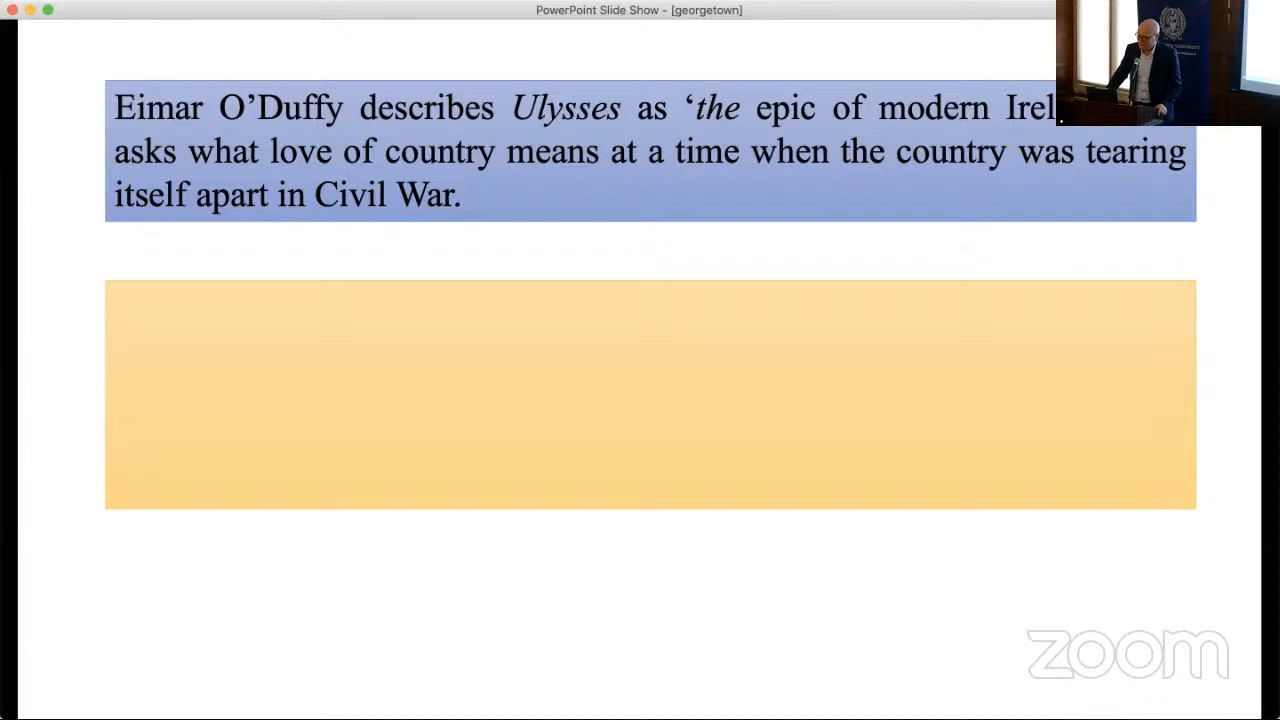 PowerPoint Slide Show - [georgetown]
Eimar O’Duffy describes Ulysses as ‘the epic of modern
asks what love of country means at a time when the country was tearing
itself apart in Civil War.
zoom